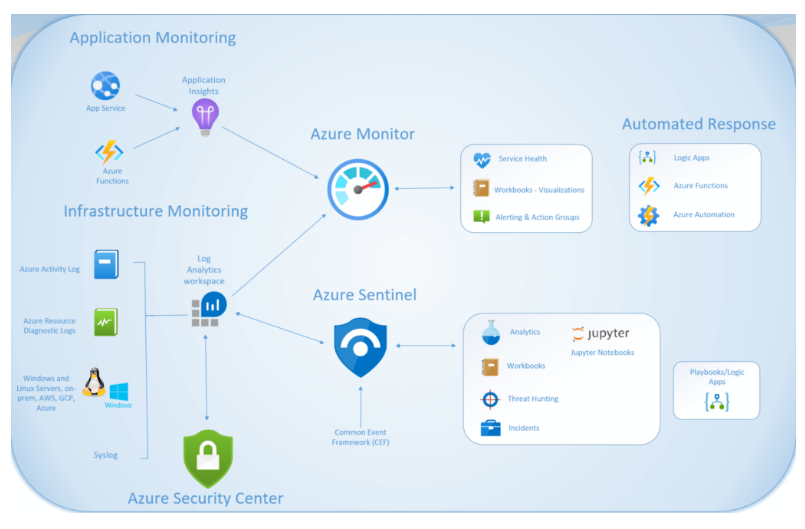 Application Monitoring
App Service
Application
Insights
Azure
Functions
Azure Monitor
Service Health
Workbooks - Visualizations
Alerting & Action Groups
Automated Response
Logic Apps
Azure Functions
Azure Automation
Infrastructure Monitoring
Azure Activity Log
Log
Analytics
workspace
Azure Resource
Diagnostic Logs
Windows and
Linux Servers, on-
prem, AWS, GCP,
Azure
Windows
Syslog
Azure Security Center
Azure Sentinel
Common Event
Framework (CEF)
Analytics
Jupyter
Jupyter Notebooks
Workbooks
Threat Hunting
Incidents
Playbooks/Logic
Apps